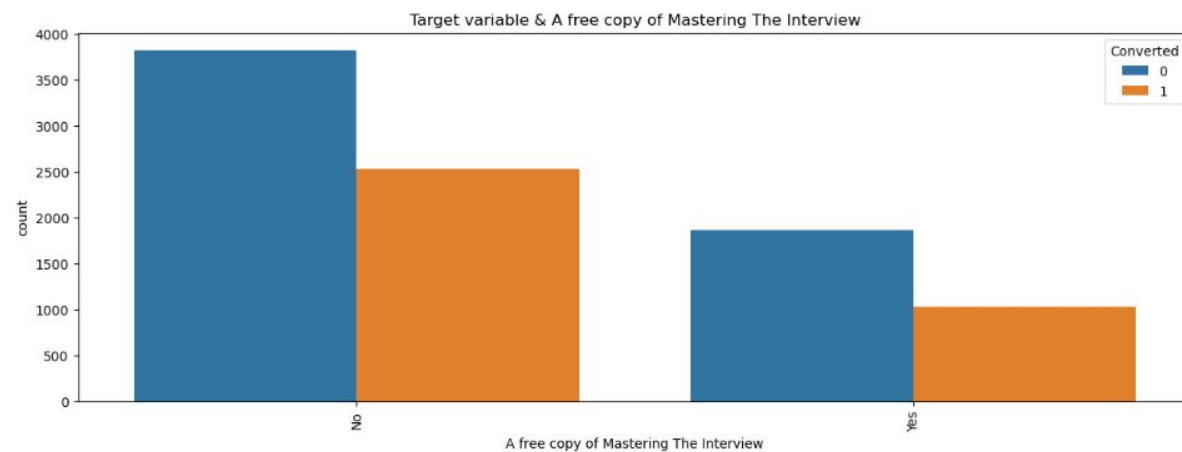 Target variable & A free copy of Mastering The Interview
Converted
0
1
4000
3500
3000
2500
2000
1500
1000
500
0
count
No
Yes
A free copy of Mastering The Interview